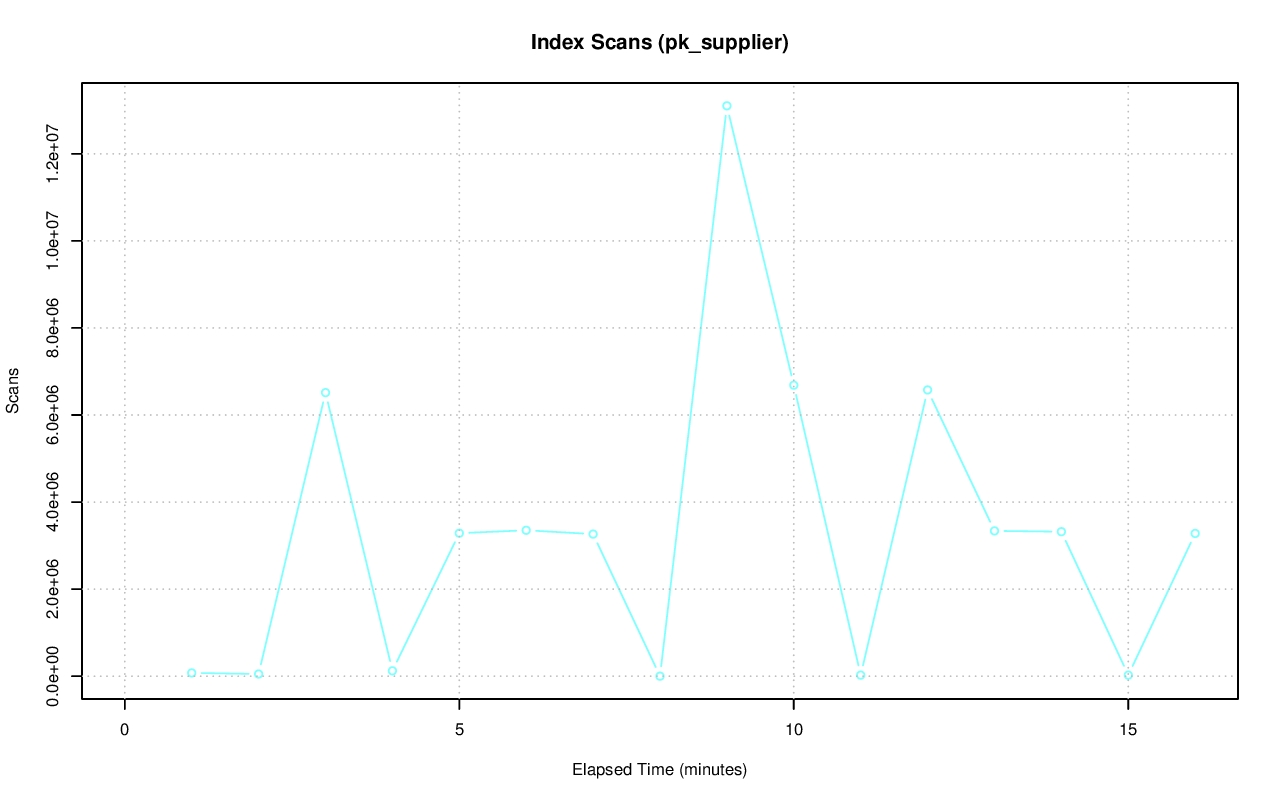 Index Scans (pk_supplier)
1.2e+07
1.0e+07
8.0e+06
6.0e+06
4.0e+06
2.0e+06
0.0e+00
Scans
0 5 10 15
Elapsed Time (minutes)